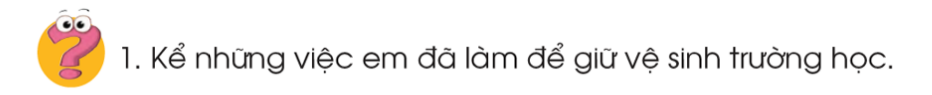 1. Kể những việc em đã làm để giữ vệ sinh trường học.